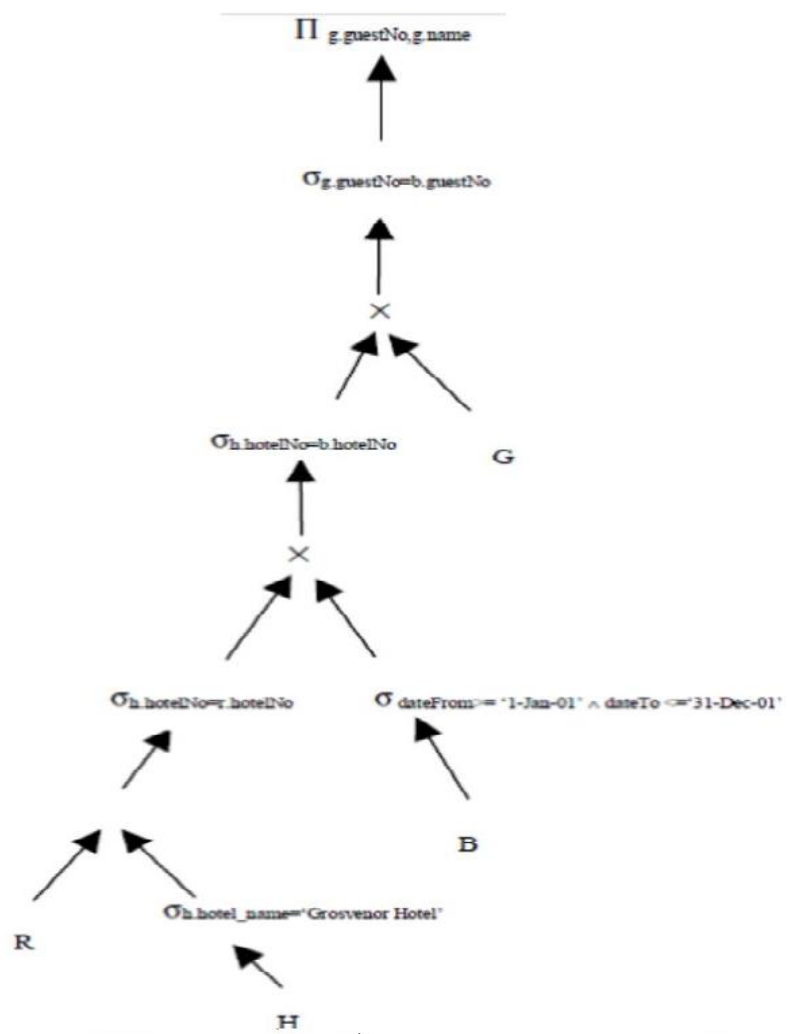 Π g.guestNo,g.name
σg.guestNo=b.guestNo
×
σh.hotelNo=b.hotelNo
G
×
σh.hotelNo=r.hotelNo
σ dateFrom>= ‘1-Jan-01’ ∧ dateTo <=‘31-Dec-01’
B
σh.hotel_name=‘Grosvenor Hotel’
R
H